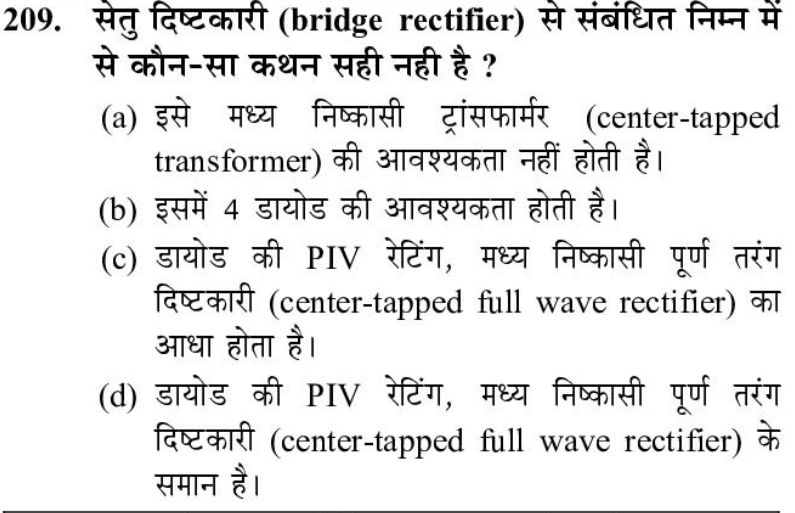 209. सेतु दिष्टकारी (bridge rectifier) से संबंधित निम्न में
से कौन-सा कथन सही नही है ?
(a) इसे मध्य निष्कासी ट्रांसफार्मर (center-tapped
transformer) की आवश्यकता नहीं होती है।
(b) इसमें 4 डायोड की आवश्यकता होती है।
(c) डायोड की PIV रेटिंग, मध्य निष्कासी पूर्ण तरंग
दिष्टकारी (center-tapped full wave rectifier) का
आधा होता है।
(d) डायोड की PIV रेटिंग, मध्य निष्कासी पूर्ण तरंग
दिष्टकारी (center-tapped full wave rectifier) के
समान है।